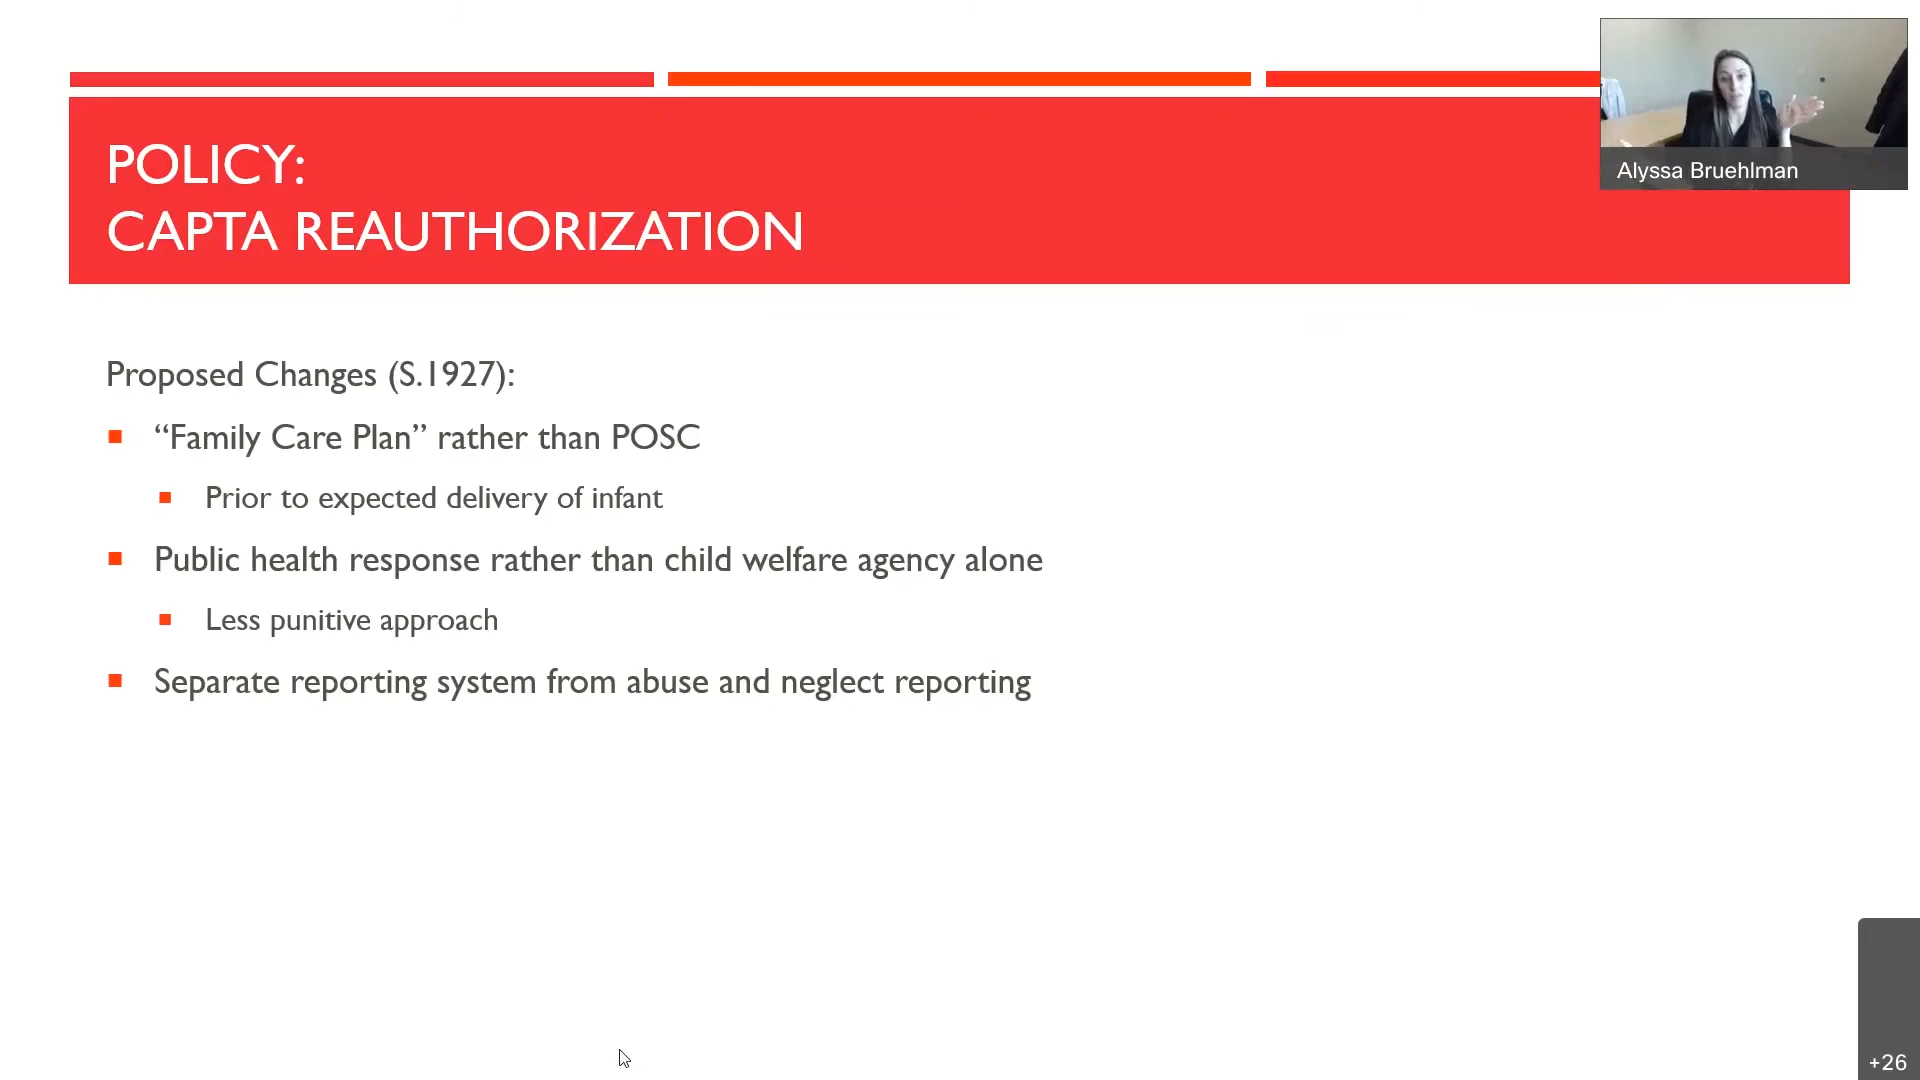 POLICY:
CAPTA REAUTHORIZATION
Alyssa Bruehlman
Proposed Changes (S.1927):
“Family Care Plan” rather than POSC
Prior to expected delivery of infant
Public health response rather than child welfare agency alone
Less punitive approach
Separate reporting system from abuse and neglect reporting
+26